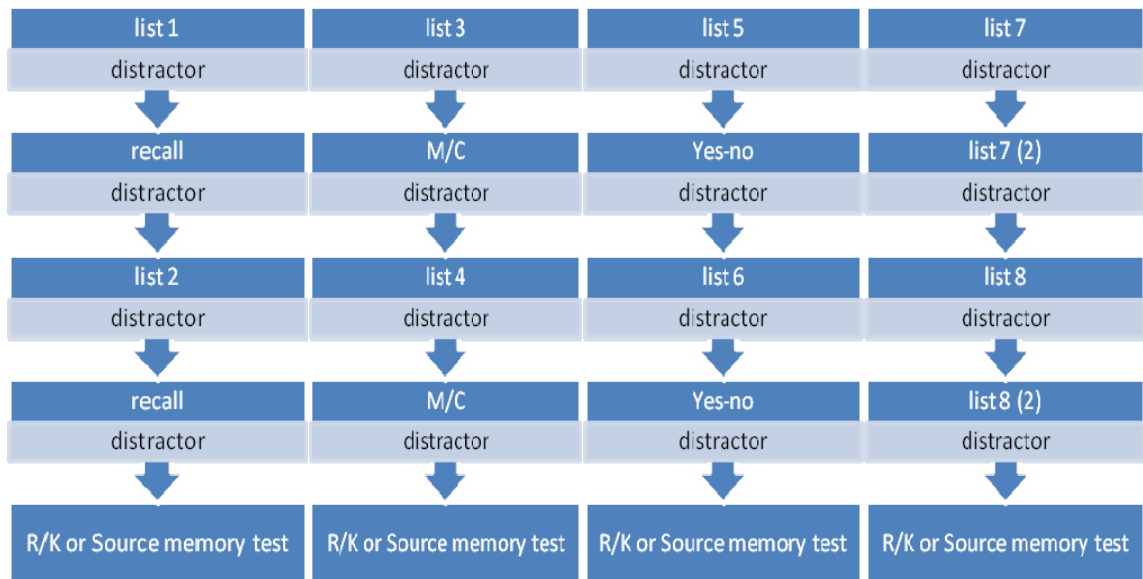 list 1
distractor
recall
distractor
list 2
distractor
recall
distractor
R/K or Source memory test
list 3
distractor
M/C
distractor
list 4
distractor
M/C
distractor
R/K or Source memory test
list 5
distractor
Yes-no
distractor
list 6
distractor
Yes-no
distractor
R/K or Source memory test
list 7
distractor
list 7 (2)
distractor
list 8
distractor
list 8 (2)
distractor
R/K or Source memory test